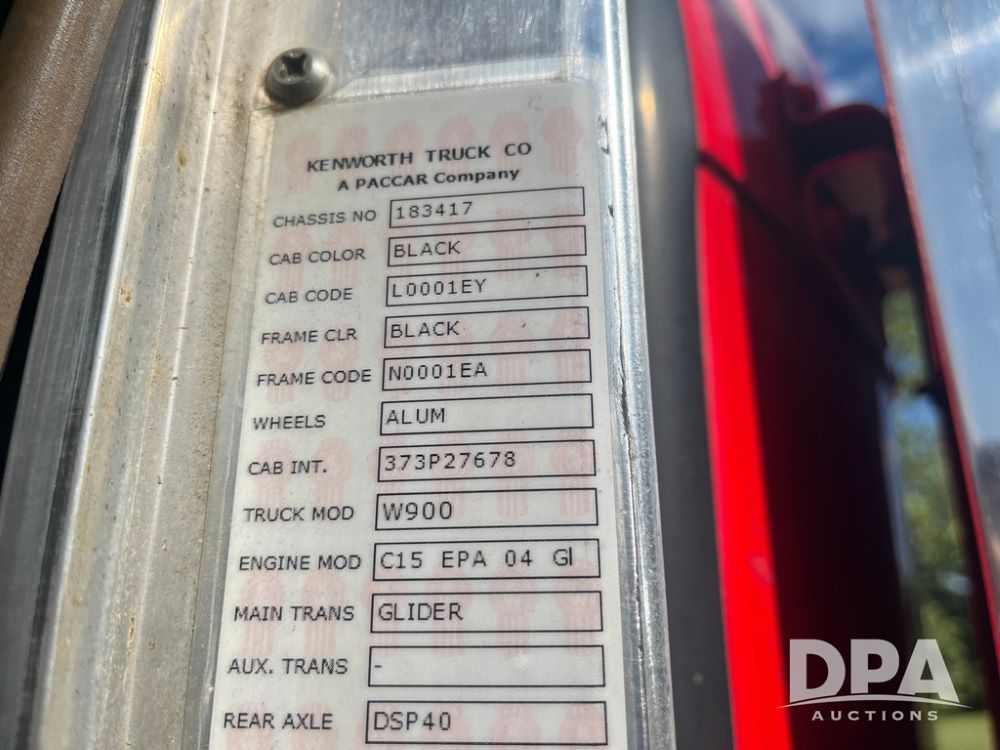 KENWORTH TRUCK CO
A PACCAR Company
CHASSIS NO 183417
CAB COLOR BLACK
CAB CODE L0001EY
FRAME CLR BLACK
FRAME CODE N0001EA
WHEELS ALUM
CAB INT. 373P27678
TRUCK MOD W900
ENGINE MOD C15 EPA 04 Gl
MAIN TRANS GLIDER
AUX. TRANS -
REAR AXLE DSP40
DPA
AUCTIONS